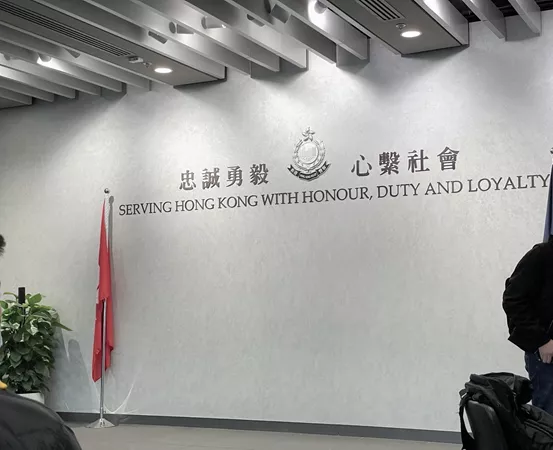 忠誠勇毅 心繫社會
SERVING HONG KONG WITH HONOUR, DUTY AND LOYALTY